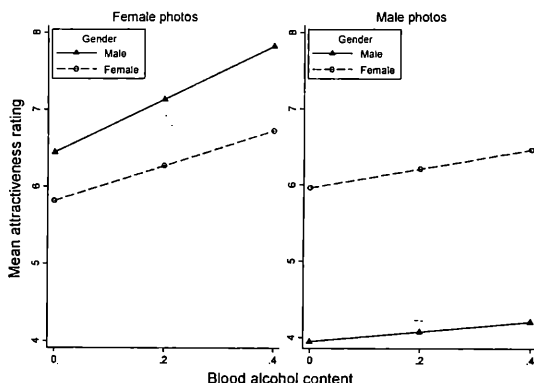 Female photos
Gender
Male
Female
Male photos
Gender
Male
Female
Mean attractiveness rating
8
7
6
5
4
0
.2
.4
8
7
6
5
4
0
.2
.4
Blood alcohol content